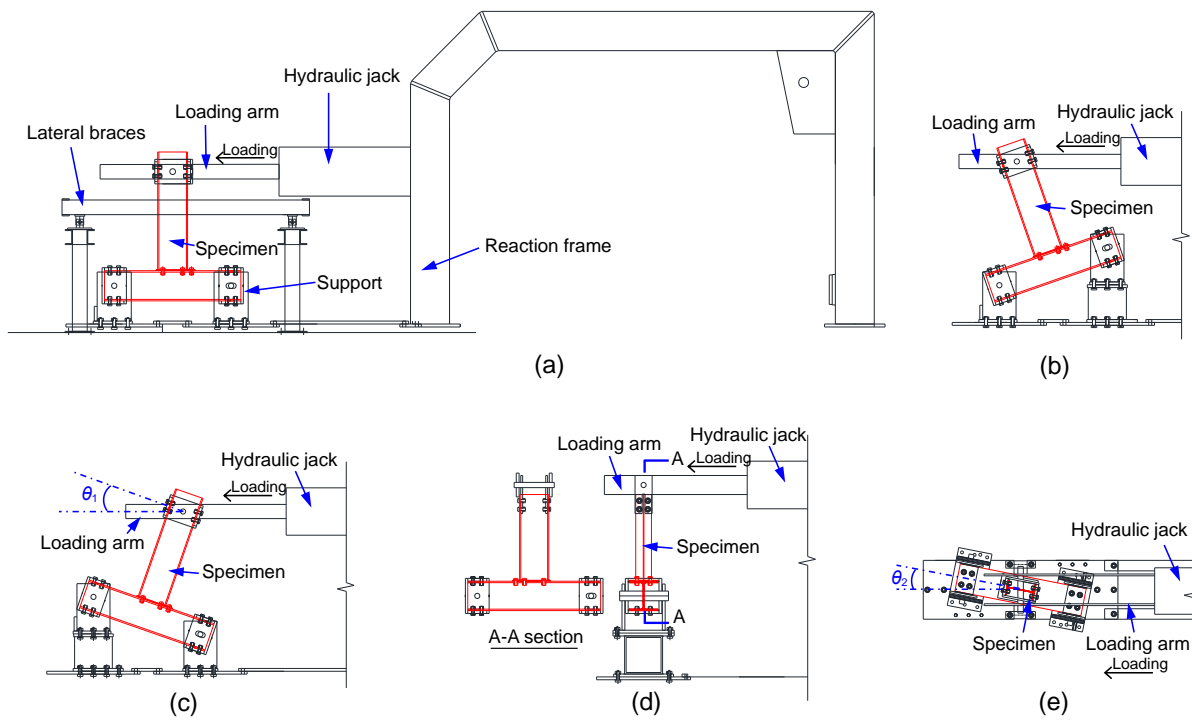 Hydraulic jack
Loading arm
Lateral braces
Loading
Specimen
Reaction frame
Support
(a)
Hydraulic jack
Loading arm
Loading
Specimen
(b)
Hydraulic jack
Loading
θ1
Loading arm
Specimen
(c)
Hydraulic jack
Loading arm
A
Loading
Specimen
A
A-A section
(d)
Hydraulic jack
θ2
Specimen
Loading arm
Loading
(e)